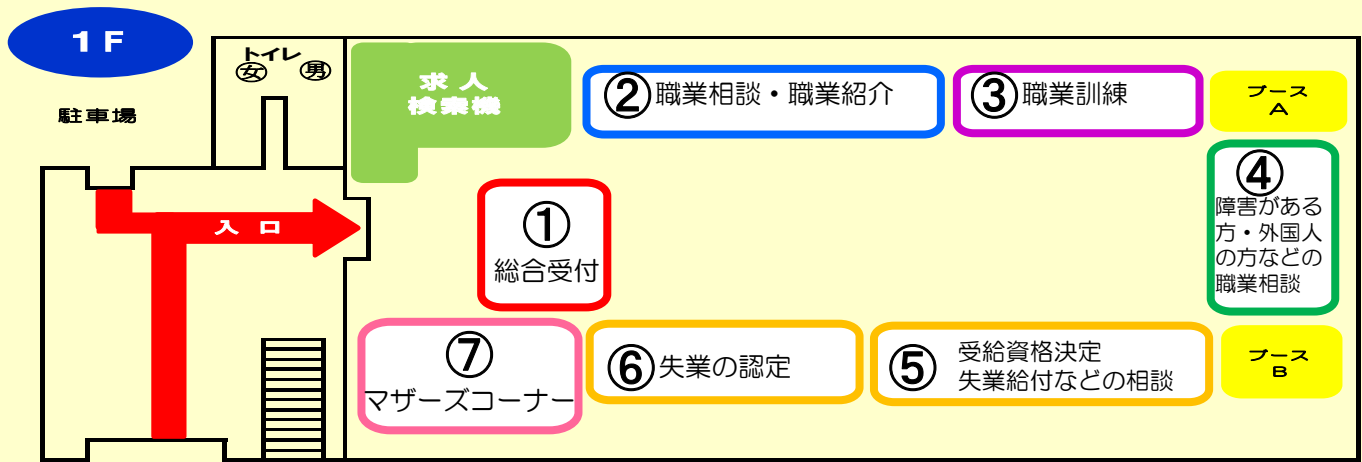 1F
トイレ
女 男
駐車場
入口
求人
検索機
②職業相談・職業紹介
③職業訓練
ブース
A
①
総合受付
④
障害がある
方・外国人
の方などの
職業相談
⑦
マザーズコーナー
⑥失業の認定
⑤
受給資格決定
失業給付などの相談
ブース
B